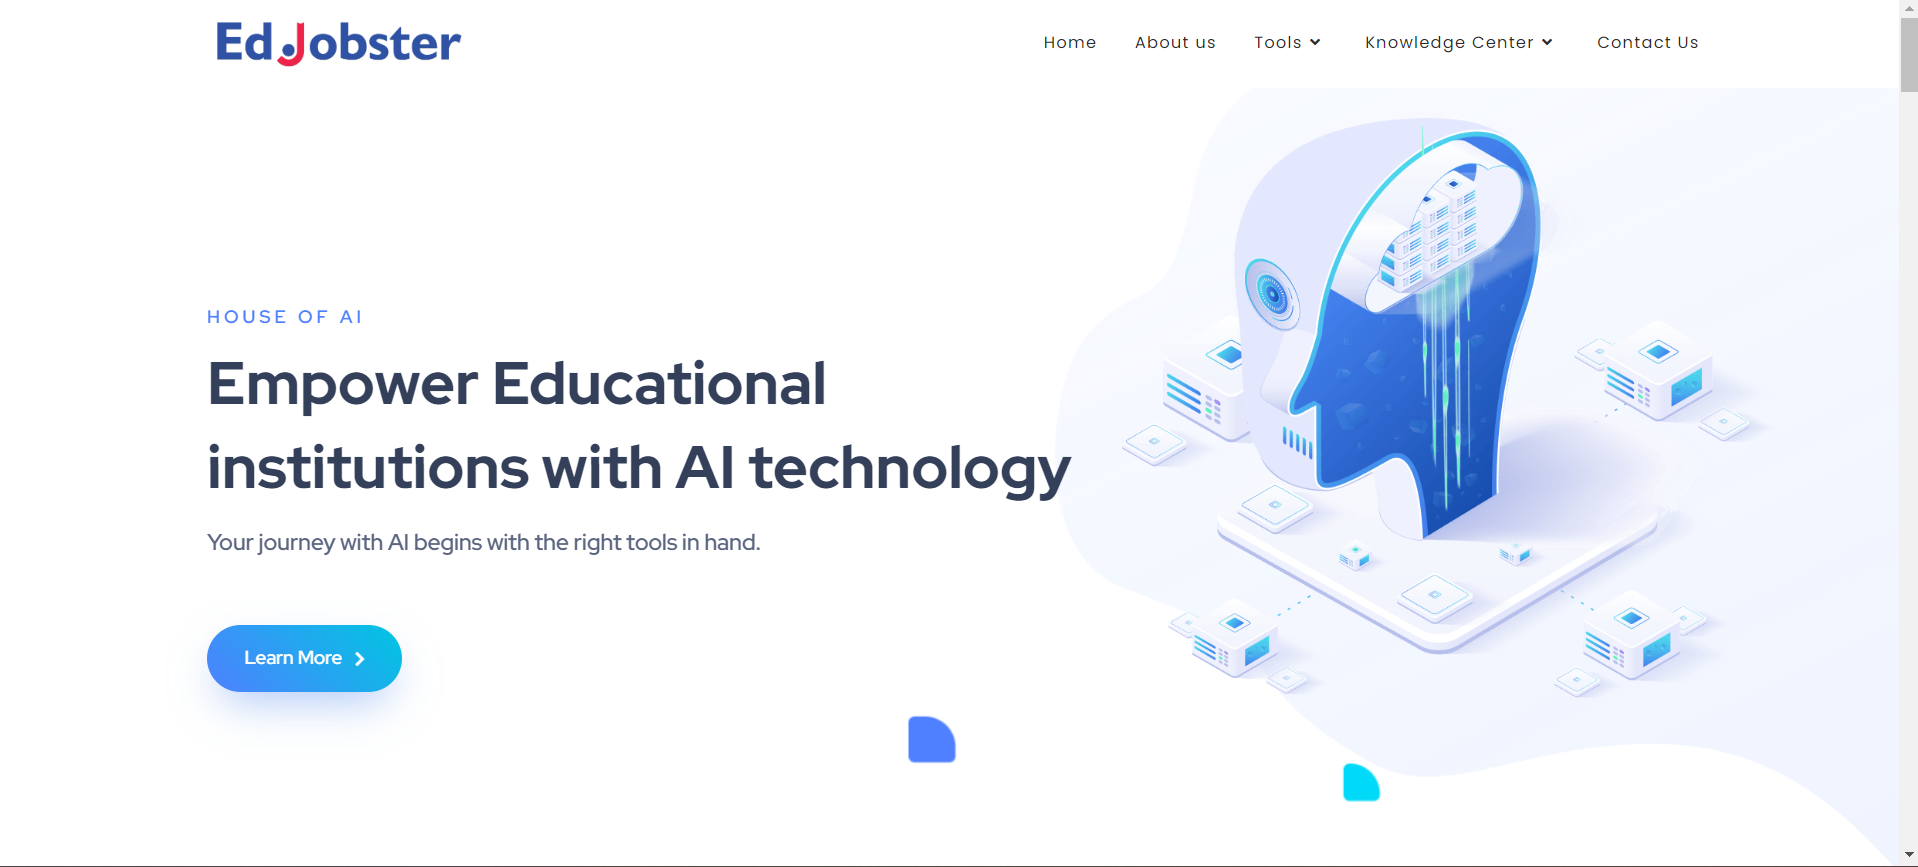 EdJobster
Home About us Tools Knowledge Center Contact Us
HOUSE OF AI
Empower Educational
institutions with AI technology
Your journey with AI begins with the right tools in hand.
Learn More